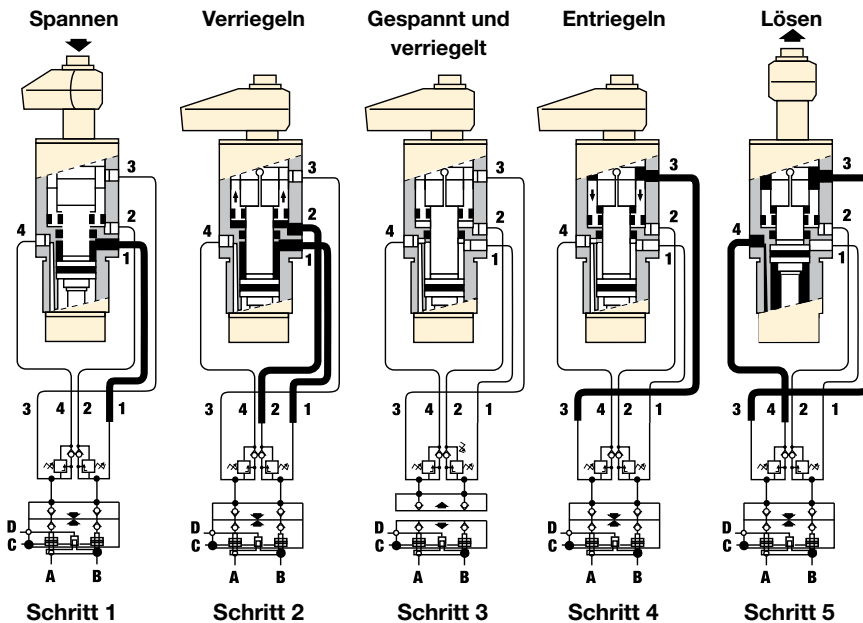 Spannen
Verriegeln
Gespannt und
verriegelt
Entriegeln
Lösen
3
2
4
1
3
2
4
1
3
2
4
1
3
2
4
1
3
2
4
1
3 4 2 1
3 4 2 1
3 4 2 1
3 4 2 1
3 4 2 1
D
C
A B
D
C
A B
D
C
A B
D
C
A B
D
C
A B
Schritt 1
Schritt 2
Schritt 3
Schritt 4
Schritt 5